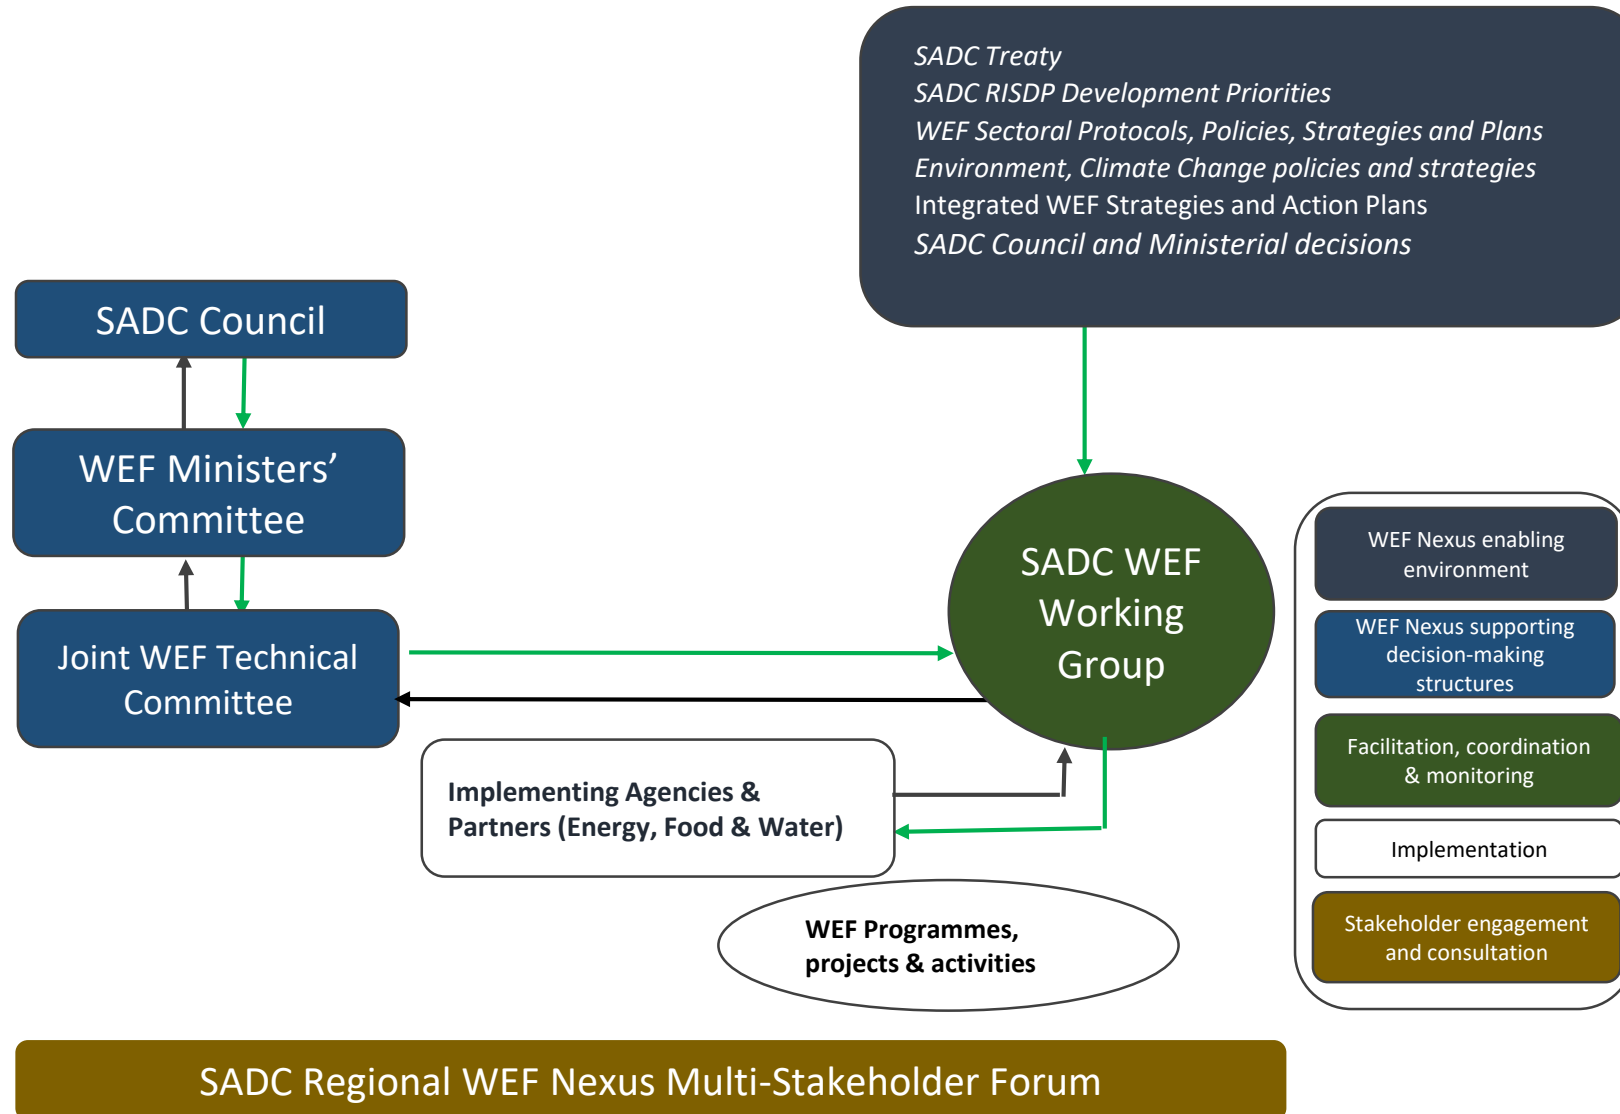 SADC Treaty
SADC RISDP Development Priorities
WEF Sectoral Protocols, Policies, Strategies and Plans
Environment, Climate Change policies and strategies
Integrated WEF Strategies and Action Plans
SADC Council and Ministerial decisions
SADC Council
WEF Ministers’
Committee
Joint WEF Technical
Committee
SADC WEF
Working
Group
Implementing Agencies &
Partners (Energy, Food & Water)
WEF Programmes,
projects & activities
WEF Nexus enabling
environment
WEF Nexus supporting
decision-making
structures
Facilitation, coordination
& monitoring
Implementation
Stakeholder engagement
and consultation
SADC Regional WEF Nexus Multi-Stakeholder Forum